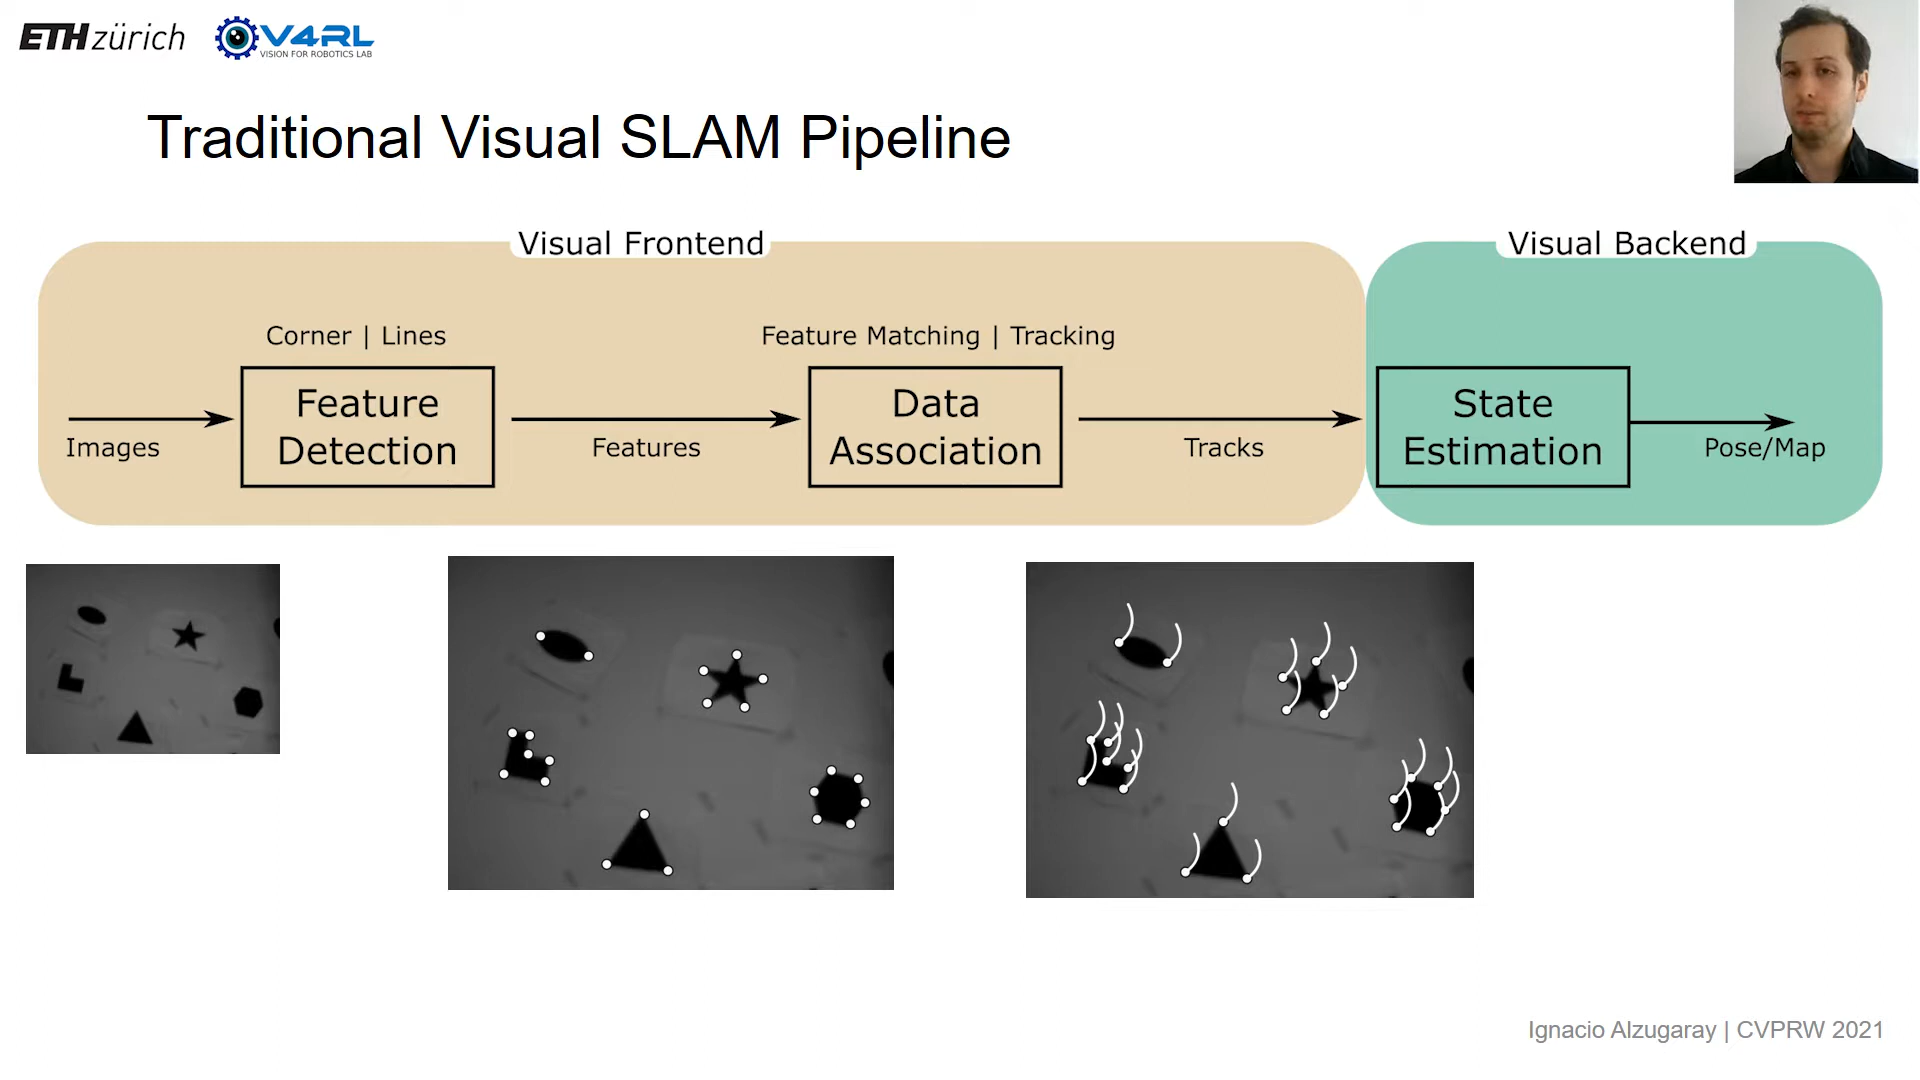 ETH zürich
V4RL
VISION FOR ROBOTICS LAB
Traditional Visual SLAM Pipeline
Visual Frontend
Visual Backend
Corner | Lines
Feature Matching | Tracking
Images
Feature
Detection
Features
Data
Association
Tracks
State
Estimation
Pose/Map
Ignacio Alzugaray | CVPRW 2021